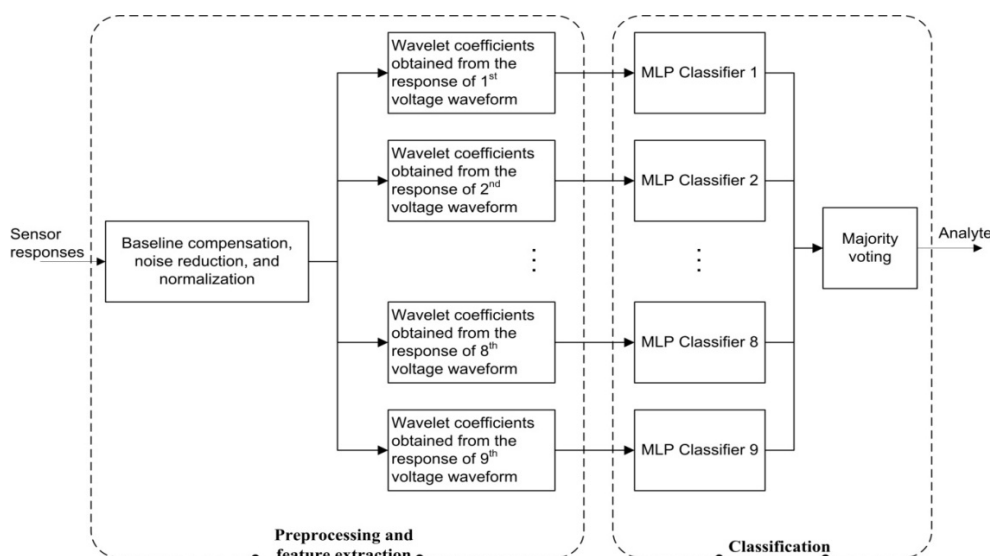 Sensor
responses
Baseline compensation,
noise reduction, and
normalization
Wavelet coefficients
obtained from the
response of 1st
voltage waveform
Wavelet coefficients
obtained from the
response of 2nd
voltage waveform
Wavelet coefficients
obtained from the
response of 8th
voltage waveform
Wavelet coefficients
obtained from the
response of 9th
voltage waveform
MLP Classifier 1
MLP Classifier 2
MLP Classifier 8
MLP Classifier 9
Majority
voting
Analyte
Preprocessing and
feature extraction
Classification